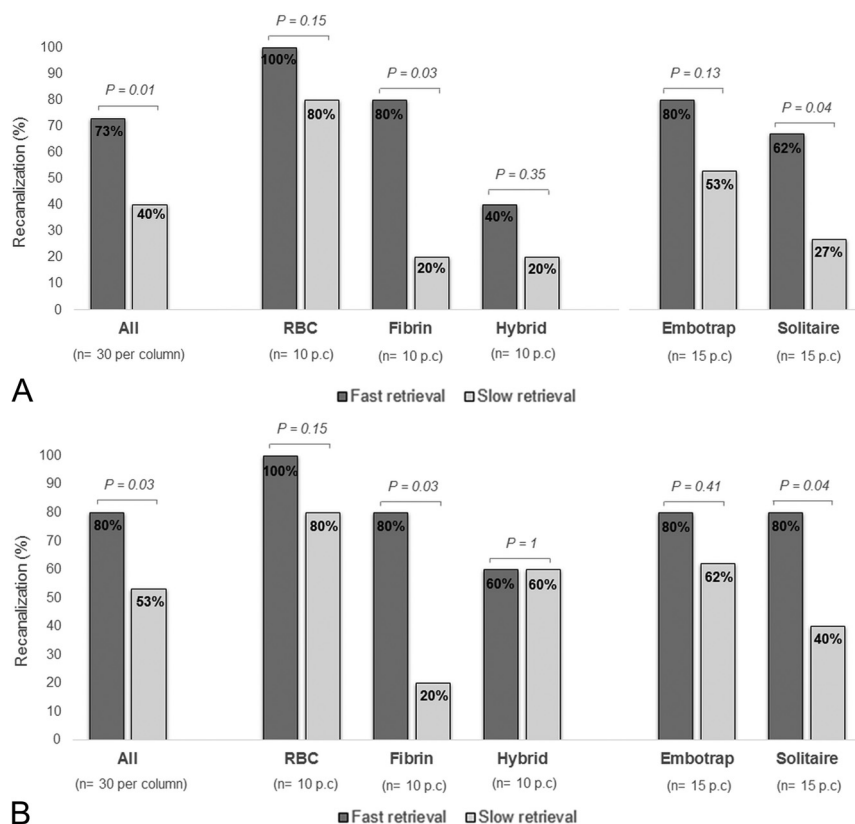 P = 0.15
P = 0.01
P = 0.03
P = 0.13
P = 0.04
P = 0.35
Recanalization (%)
100
90
80
70
60
50
40
30
20
10
0
73%
40%
100%
80%
80%
20%
40%
20%
80%
53%
62%
27%
All
RBC
Fibrin
Hybrid
Embotrap
Solitaire
(n= 30 per column)
(n= 10 p.c)
(n= 10 p.c)
(n= 10 p.c)
(n= 15 p.c)
(n= 15 p.c)
A
Fast retrieval
Slow retrieval
P = 0.15
P = 0.03
P = 0.03
P = 0.41
P = 0.04
P = 1
Recanalization (%)
100
90
80
70
60
50
40
30
20
10
0
80%
53%
100%
80%
80%
20%
60%
60%
80%
62%
80%
40%
All
RBC
Fibrin
Hybrid
Embotrap
Solitaire
(n= 30 per column)
(n= 10 p.c)
(n= 10 p.c)
(n= 10 p.c)
(n= 15 p.c)
(n= 15 p.c)
B
Fast retrieval
Slow retrieval